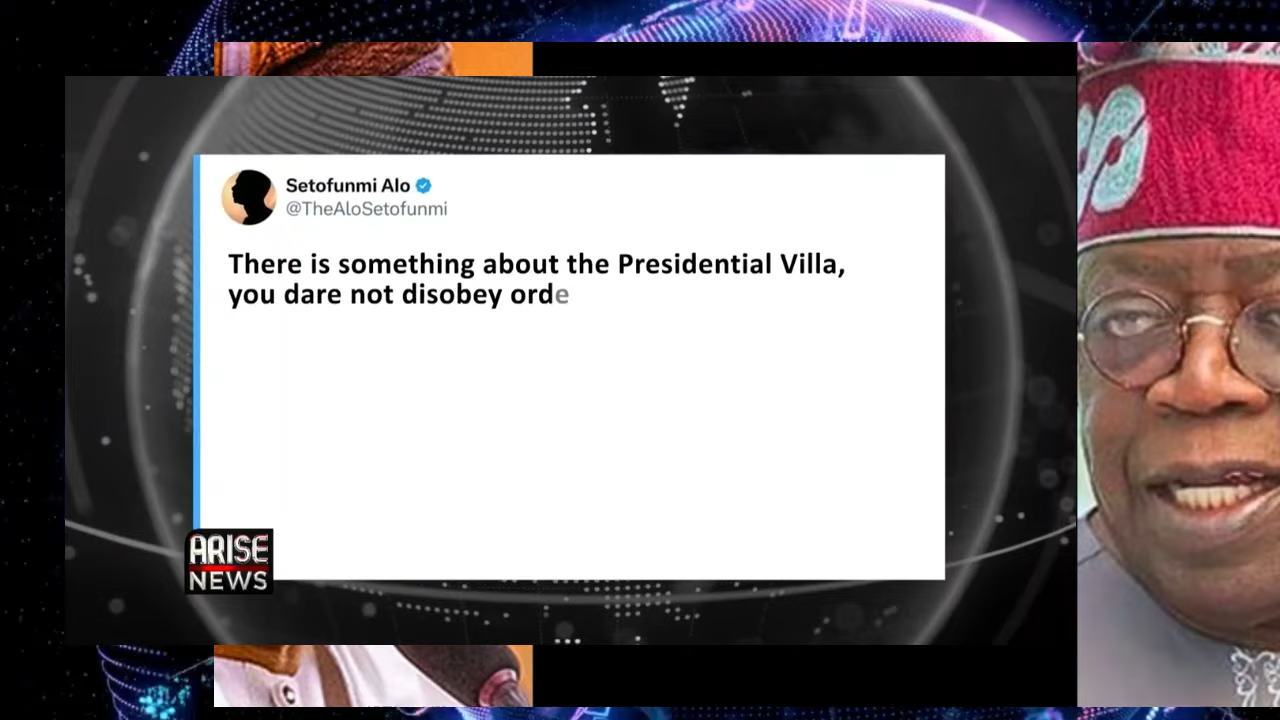 Setofunmi Alo
@TheAloSetofunmi
There is something about the Presidential Villa,
you dare not disobey orde
ARISE
NEWS